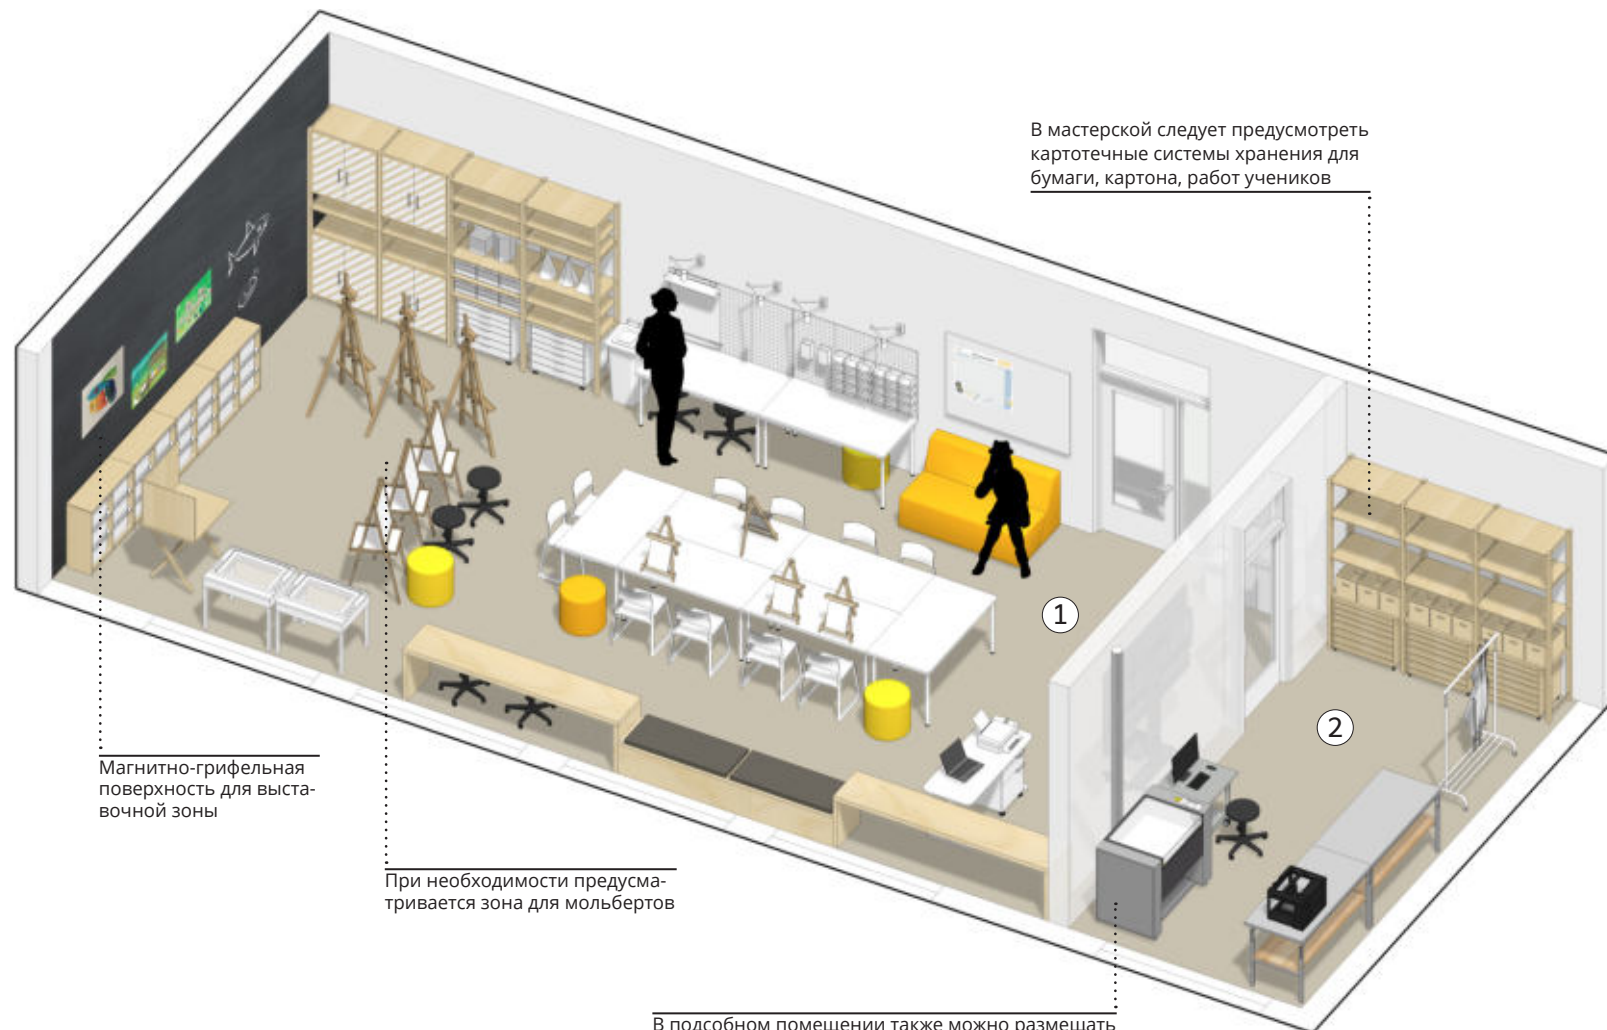 В мастерской следует предусмотреть
картотечные системы хранения для
бумаги, картона, работ учеников
1
2
Магнитно-грифельная
поверхность для выста-
вочной зоны
При необходимости предусма-
тривается зона для мольбертов
В подсобном помещении также можно размещать